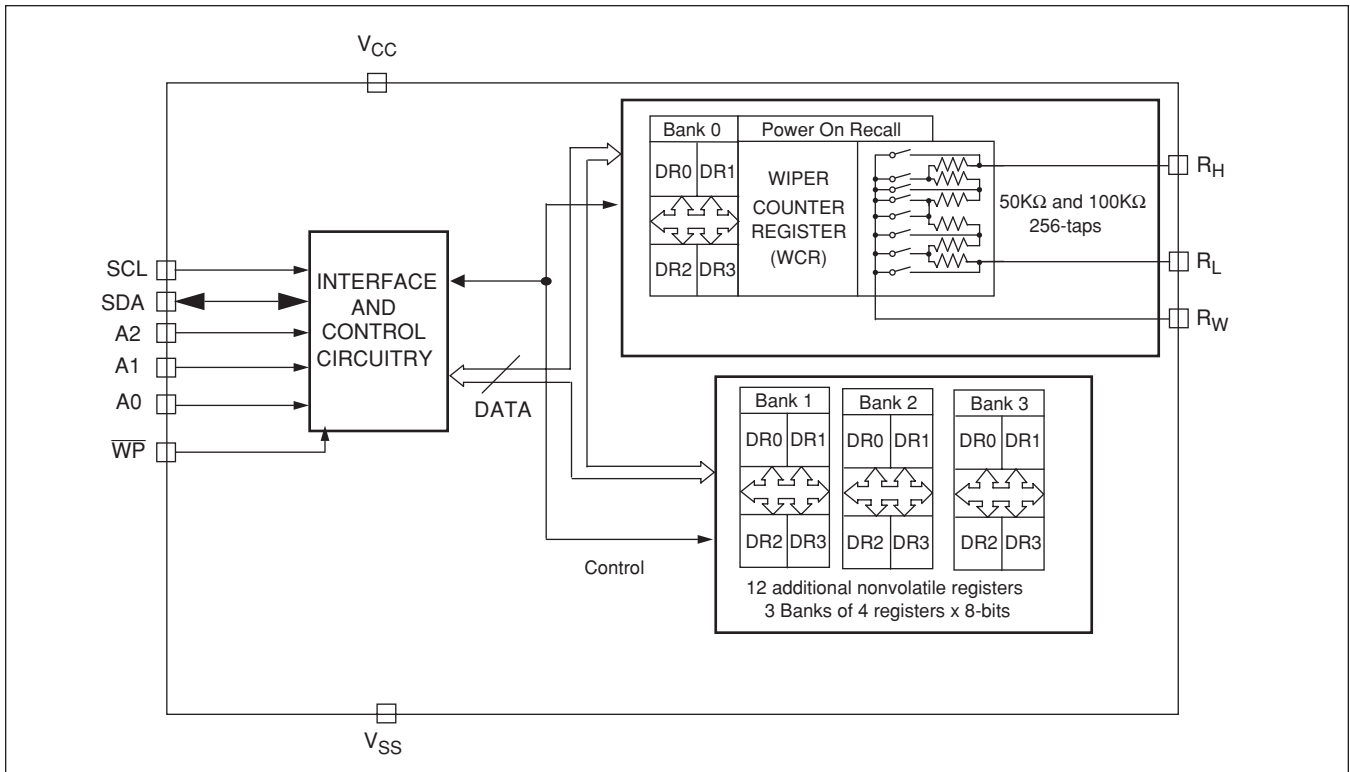 VCC
Bank 0
Power On Recall
DR0 DR1
DR2 DR3
WIPER
COUNTER
REGISTER
(WCR)
50KΩ and 100KΩ
256-taps
RH
RL
RW
SCL
SDA
A2
A1
A0
WP
INTERFACE
AND
CONTROL
CIRCUITRY
DATA
Control
Bank 1
DR0 DR1
DR2 DR3
Bank 2
DR0 DR1
DR2 DR3
Bank 3
DR0 DR1
DR2 DR3
12 additional nonvolatile registers
3 Banks of 4 registers x 8-bits
VSS